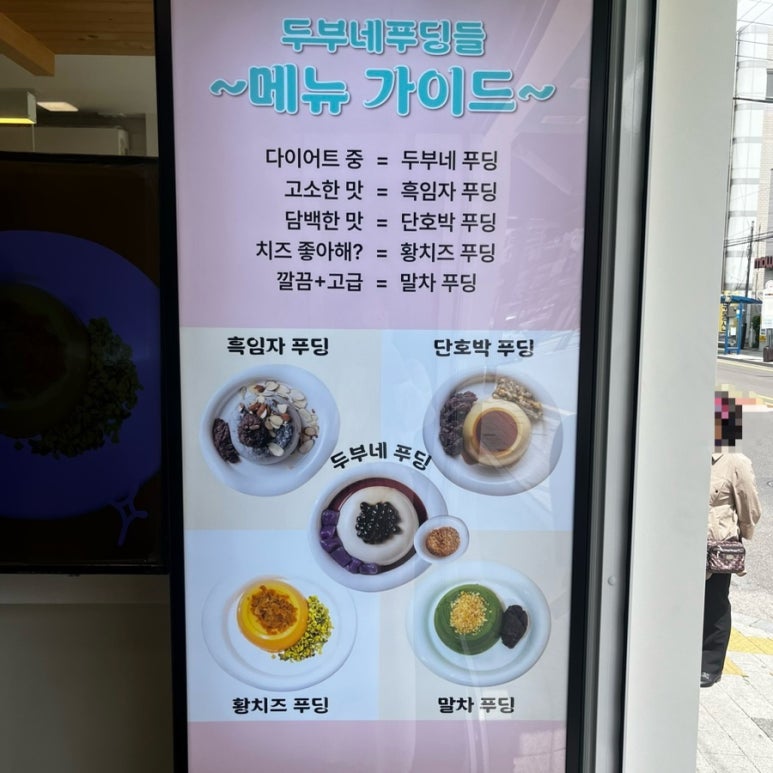 두부네푸딩들
~메뉴 가이드~
다이어트 중 = 두부네 푸딩
고소한 맛 = 흑임자 푸딩
담백한 맛 = 단호박 푸딩
치즈 좋아해? = 황치즈 푸딩
깔끔+고급 = 말차 푸딩
흑임자 푸딩
단호박 푸딩
두부네 푸딩
황치즈 푸딩
말차 푸딩